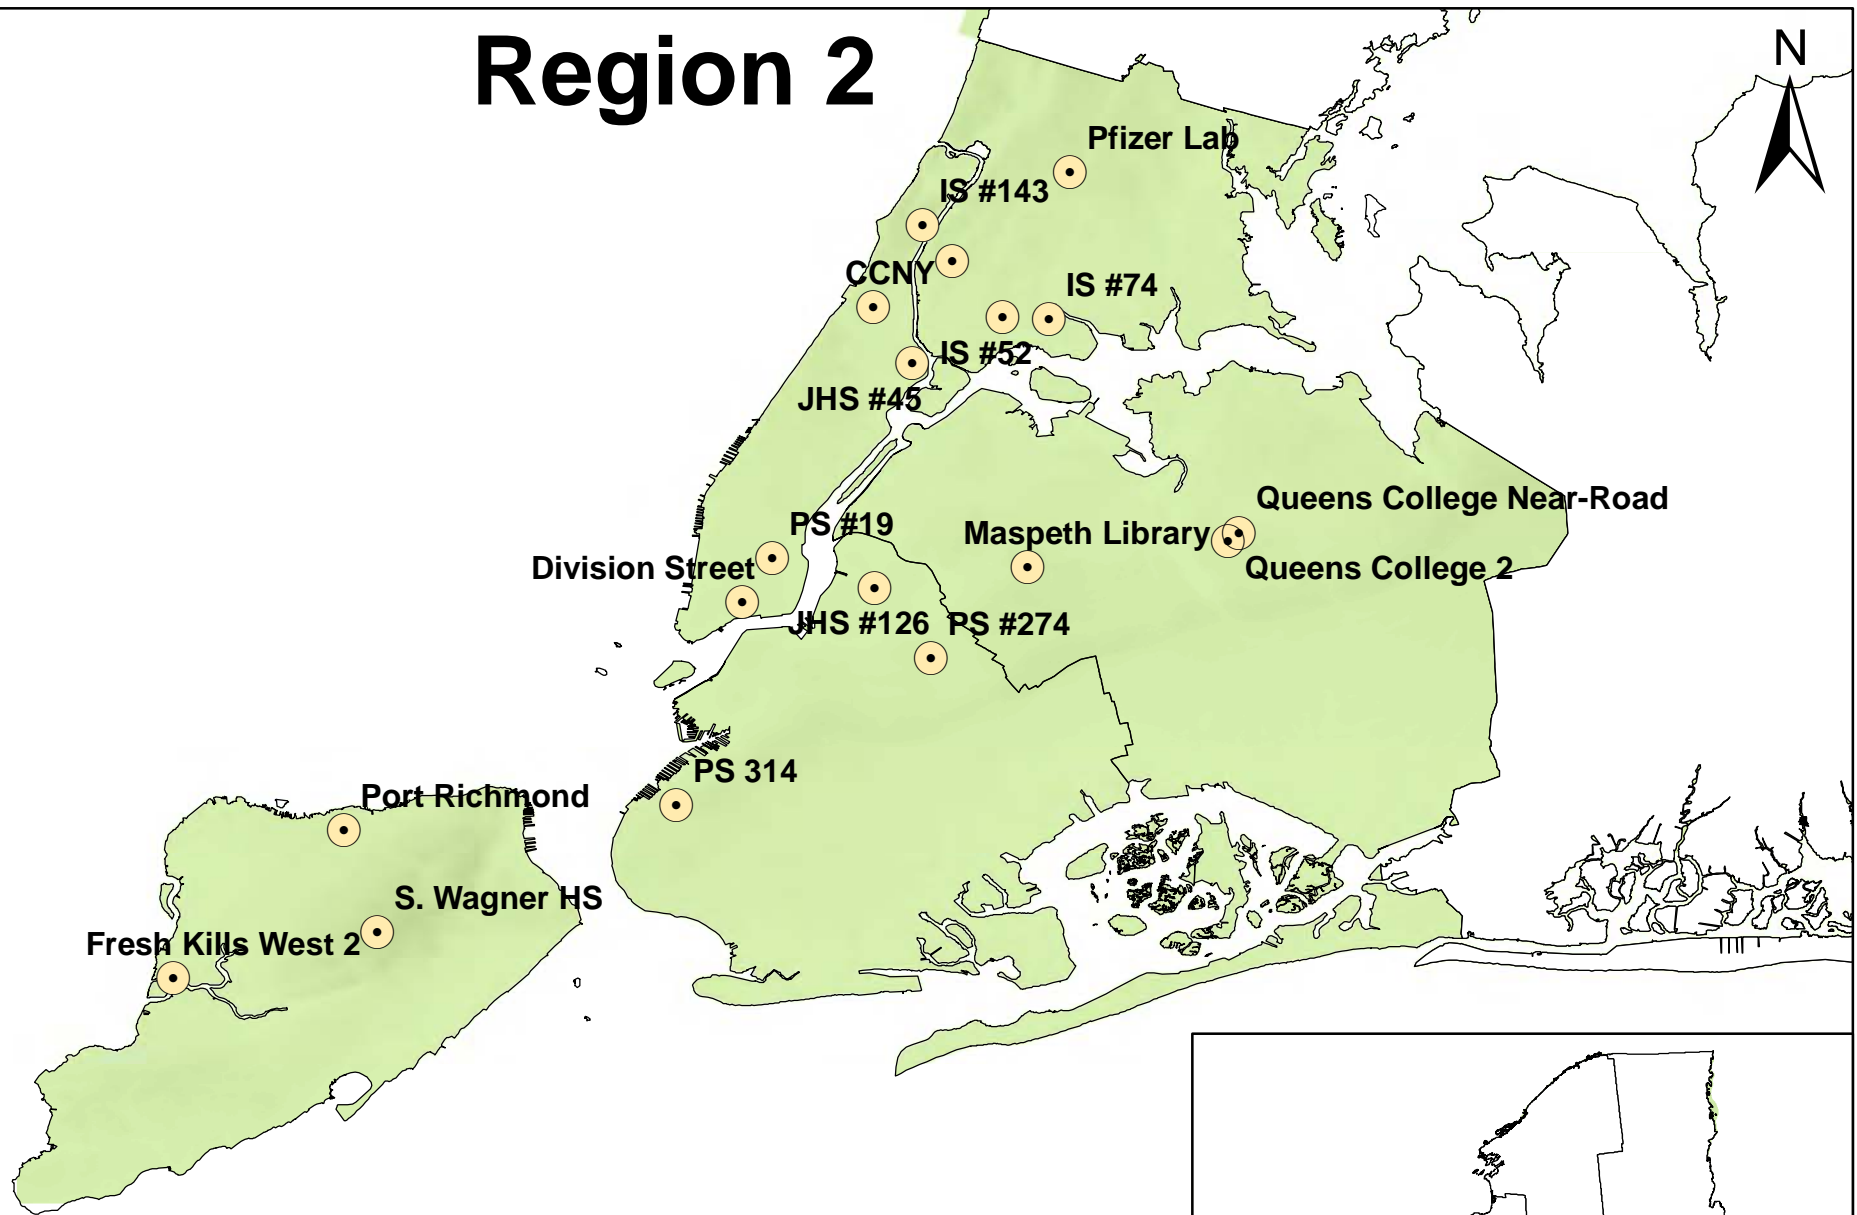 Region 2
N
Pfizer Lab
IS #143
CCNY
IS #74
IS #52
JHS #45
Queens College Near-Road
PS #19
Maspeth Library
Division Street
Queens College 2
JHS #126
PS #274
PS 314
Port Richmond
S. Wagner HS
Fresh Kills West 2